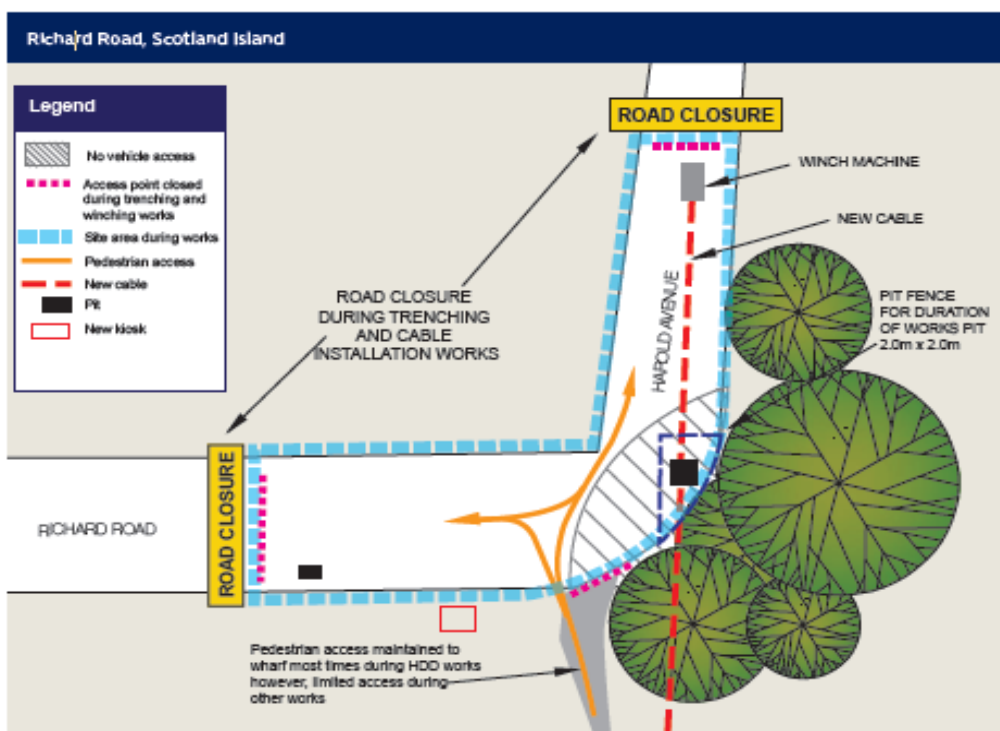 Richard Road, Scotland Island
Legend
No vehicle access
Access point closed
during trenching and
winching works
Site area during works
Pedestrian access
New cable
Pit
New kiosk
ROAD CLOSURE
WINCH MACHINE
NEW CABLE
ROAD CLOSURE
DURING TRENCHING
AND CABLE
INSTALLATION WORKS
HAROLD AVENUE
PIT FENCE
FOR DURATION
OF WORKS PIT
2.0m x 2.0m
ROAD CLOSURE
RICHARD ROAD
Pedestrian access maintained to
wharf most times during HDD works
however, limited access during
other works